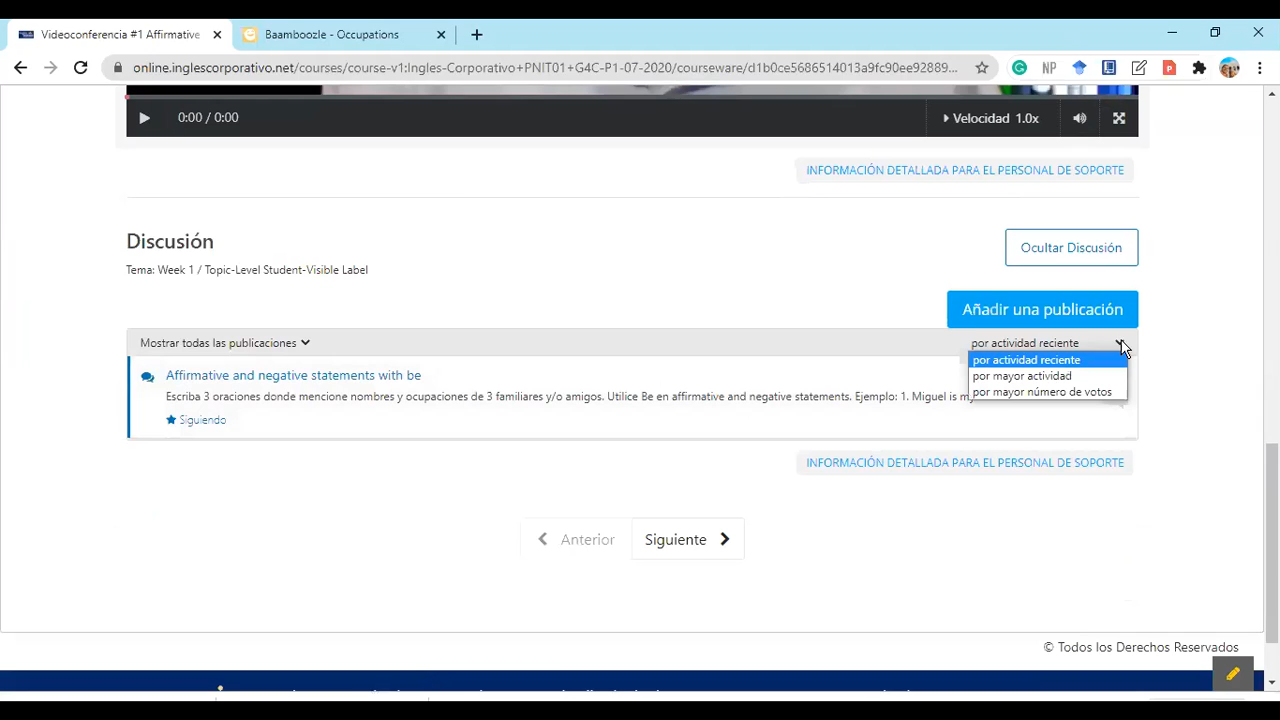 Videoconferencia #1 Affirmative
Baamboozle - Occupations
online.inglescorporativo.net/courses/course-v1:Ingles-Corporativo+PNIT01+G4C-P1-07-2020/courseware/d1b0ce5686514013a9fc90ee92889...
NP
0:00 / 0:00
Velocidad 1.0x
INFORMACIÓN DETALLADA PARA EL PERSONAL DE SOPORTE
Discusión
Ocultar Discusión
Tema: Week 1 / Topic-Level Student-Visible Label
Añadir una publicación
Mostrar todas las publicaciones
por actividad reciente
por actividad reciente
por mayor actividad
por mayor número de votos
Affirmative and negative statements with be
Escriba 3 oraciones donde mencione nombres y ocupaciones de 3 familiares y/o amigos. Utilice Be en affirmative and negative statements. Ejemplo: 1. Miguel is my
Siguiendo
INFORMACIÓN DETALLADA PARA EL PERSONAL DE SOPORTE
Anterior
Siguiente
© Todos los Derechos Reservados